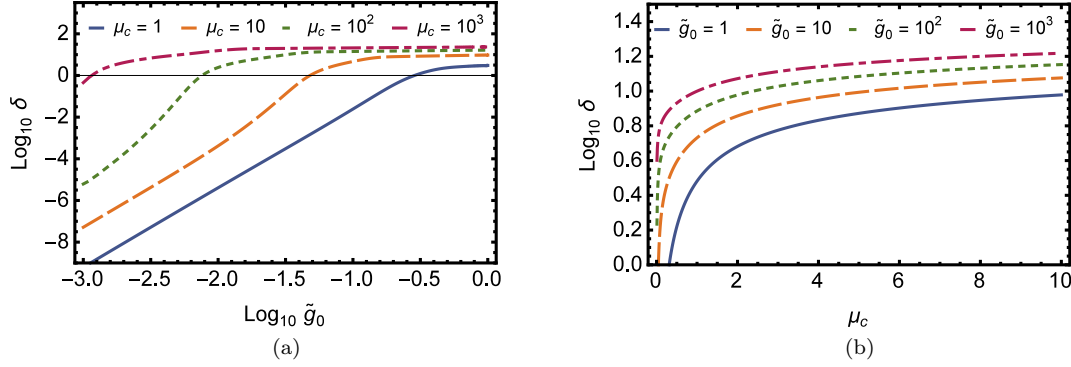 μc = 1 μc = 10 μc = 10² μc = 10³
Log₁₀ δ
2
0
−2
−4
−6
−8
−3.0 −2.5 −2.0 −1.5 −1.0 −0.5 0.0
Log₁₀ g̃₀
(a)
g̃₀ = 1 g̃₀ = 10 g̃₀ = 10² g̃₀ = 10³
Log₁₀ δ
1.4
1.2
1.0
0.8
0.6
0.4
0.2
0.0
0 2 4 6 8 10
μc
(b)